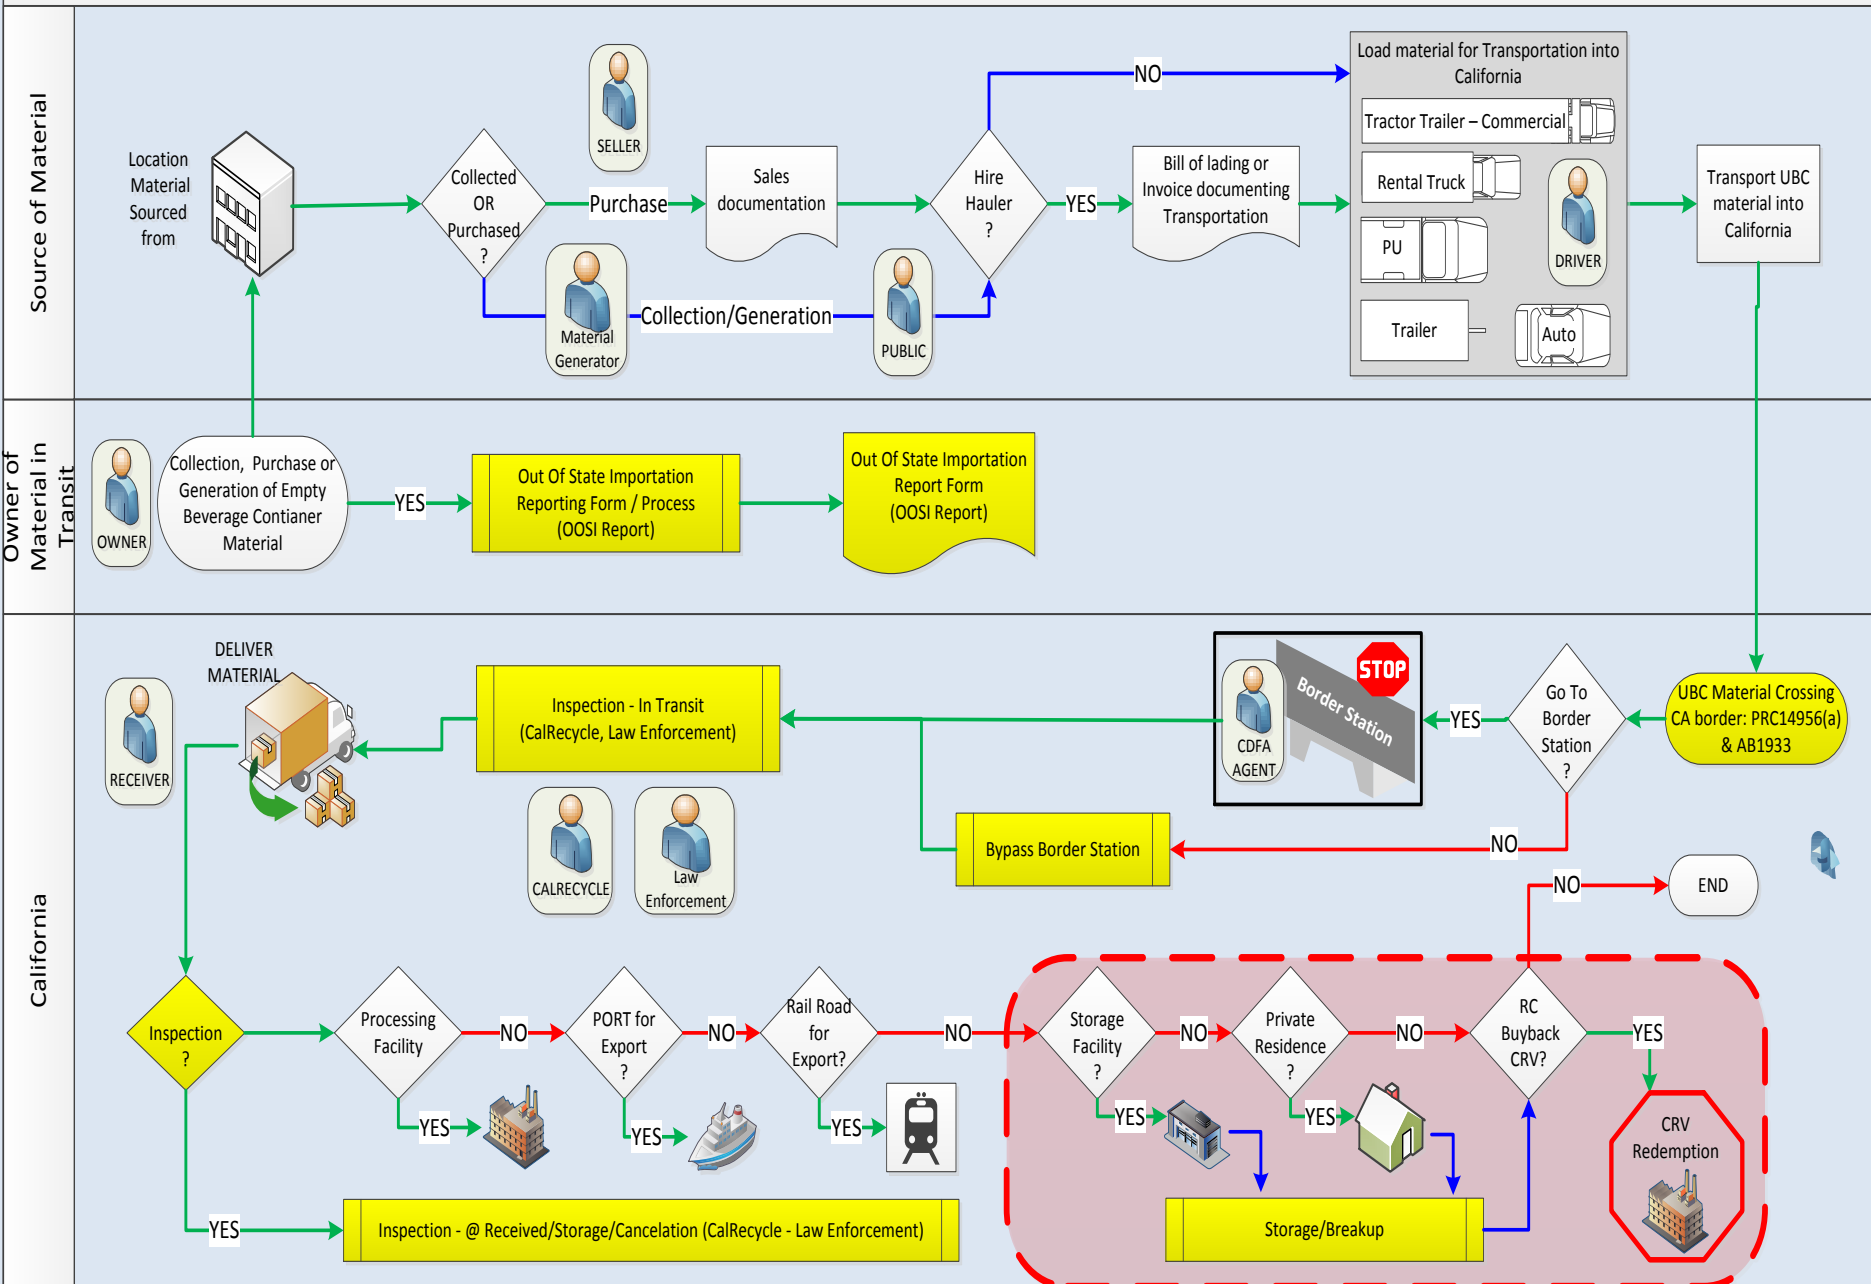 Source of Material
Location
Material
Sourced
from
Collected
OR
Purchased
?
SELLER
Purchase
Sales
documentation
Material
Generator
Collection/Generation
PUBLIC
Hire
Hauler
?
NO
YES
Bill of lading or
Invoice documenting
Transportation
Load material for Transportation into
California
Tractor Trailer – Commercial
Rental Truck
PU
Trailer
Auto
DRIVER
Transport UBC
material into
California
Owner of
Material in
Transit
OWNER
Collection, Purchase or
Generation of Empty
Beverage Contianer
Material
YES
Out Of State Importation
Reporting Form / Process
(OOSI Report)
Out Of State Importation
Report Form
(OOSI Report)
California
RECEIVER
DELIVER
MATERIAL
Inspection - In Transit
(CalRecycle, Law Enforcement)
CALRECYCLE
Law
Enforcement
CDFA
AGENT
Border Station
STOP
YES
Go To
Border
Station
?
UBC Material Crossing
CA border: PRC14956(a)
& AB1933
NO
Bypass Border Station
NO
END
Inspection
?
Processing
Facility
NO
PORT for
Export
?
NO
Rail Road
for
Export?
NO
Storage
Facility
?
NO
Private
Residence
?
NO
RC
Buyback
CRV?
YES
YES
YES
YES
YES
YES
CRV
Redemption
YES
Inspection - @ Received/Storage/Cancelation (CalRecycle - Law Enforcement)
Storage/Breakup